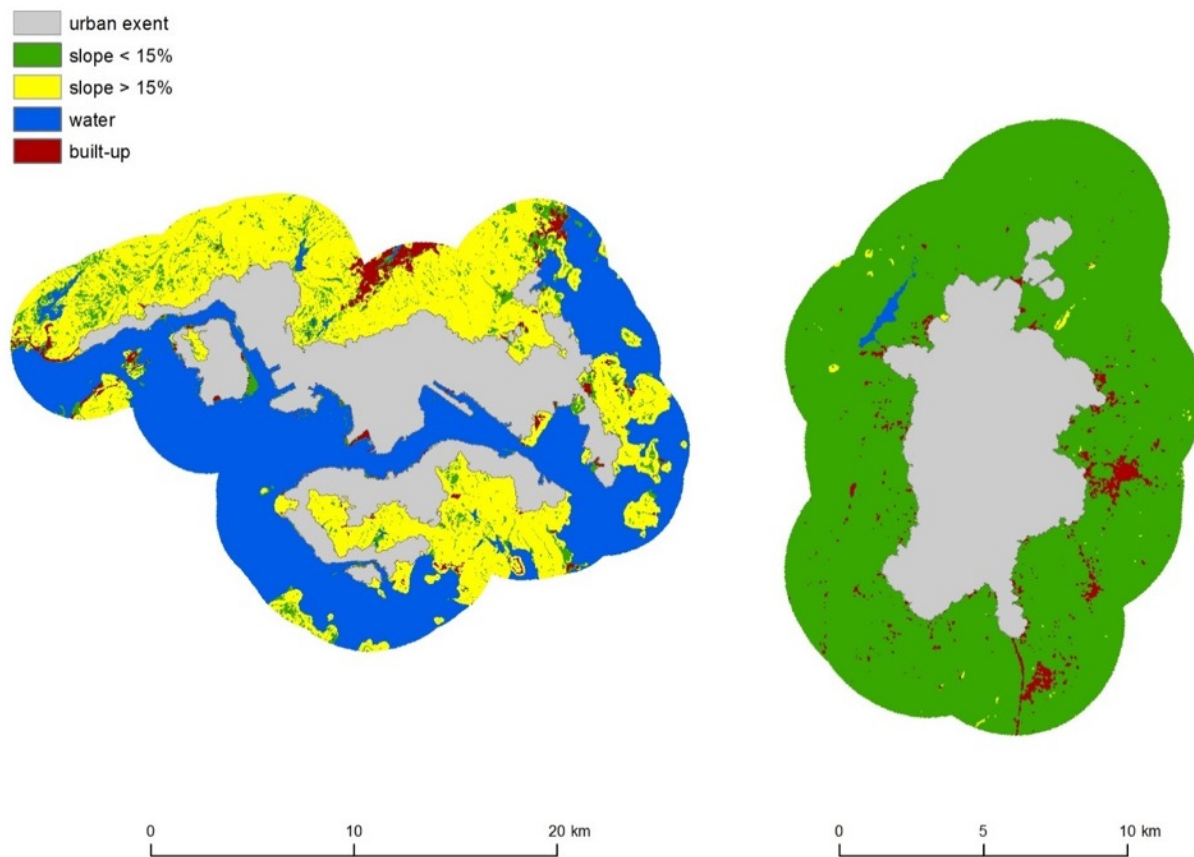 urban exent
slope < 15%
slope > 15%
water
built-up
0 10 20 km
0 5 10 km